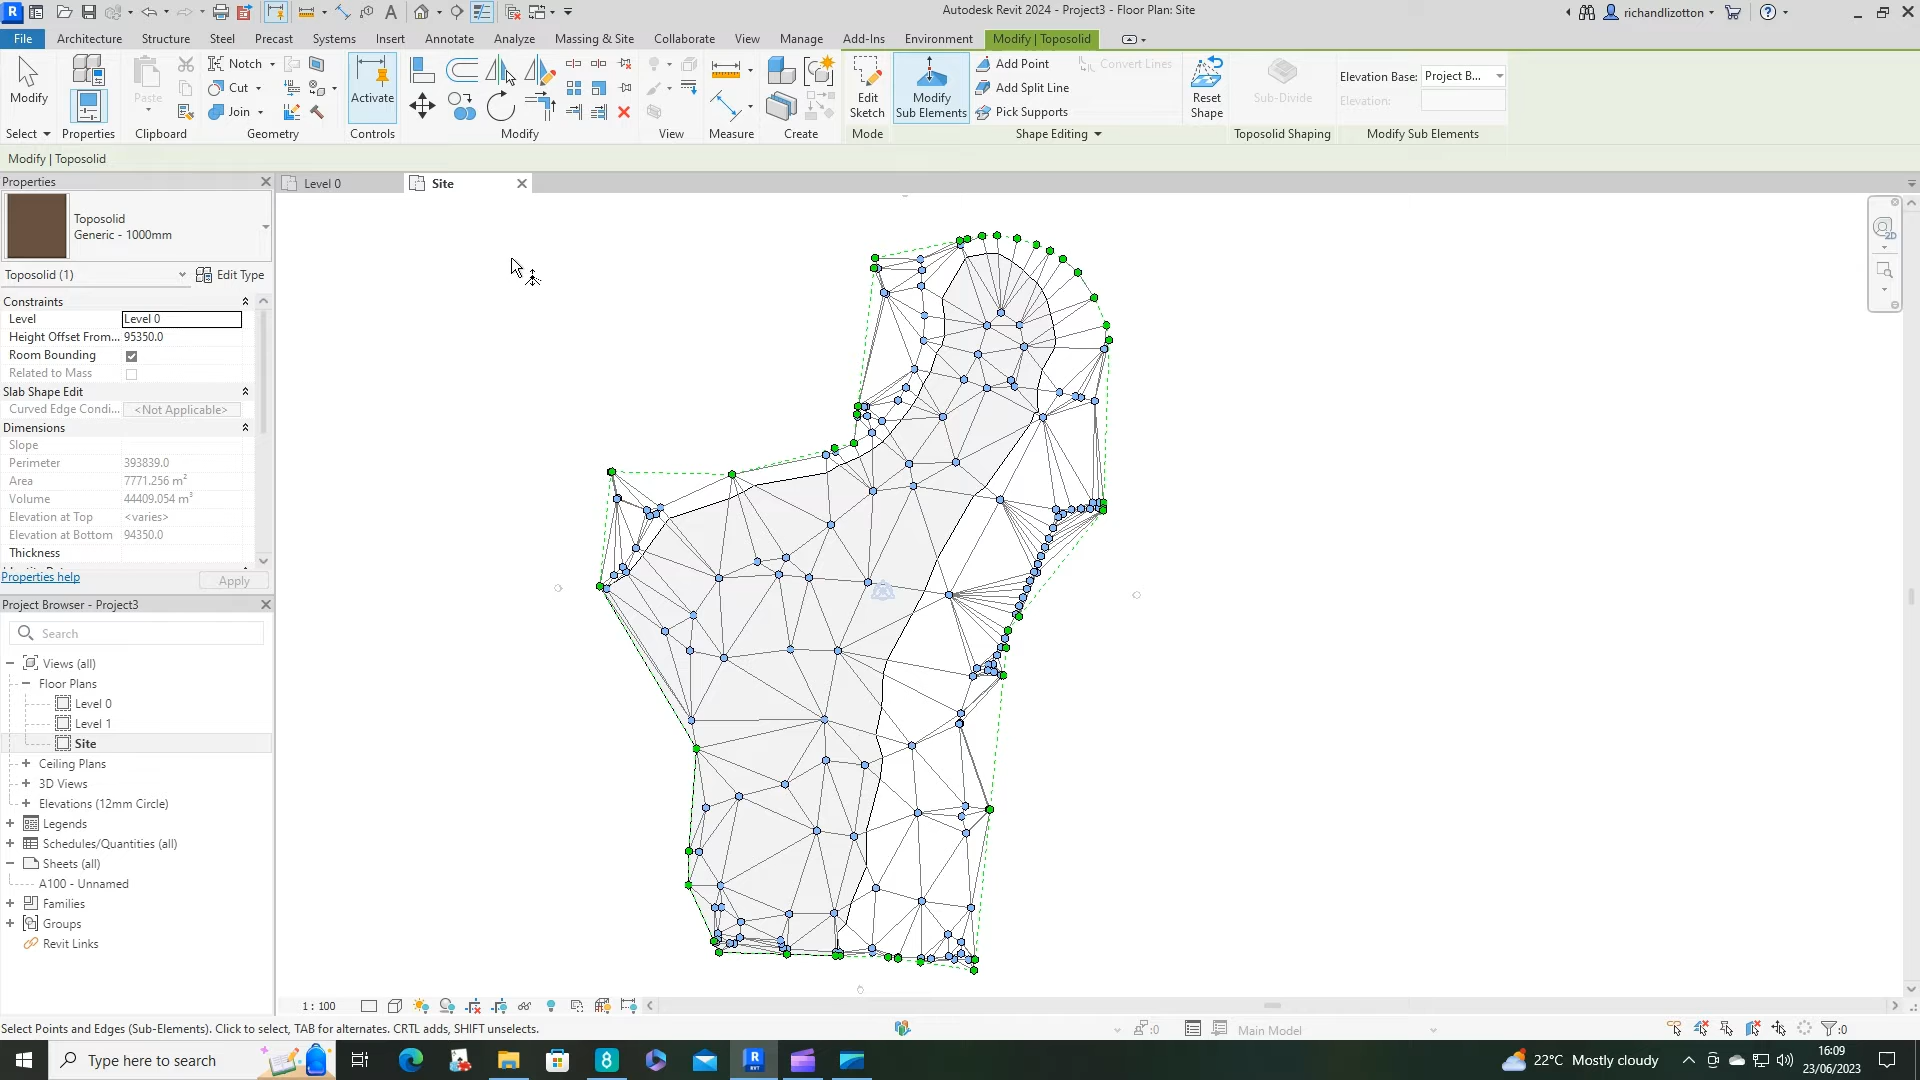 Autodesk Revit 2024 - Project3 - Floor Plan: Site
richandlizotton
File Architecture Structure Steel Precast Systems Insert Annotate Analyze Massing & Site Collaborate View Manage Add-Ins Environment Modify | Toposolid
Modify
Select
Properties
Paste
Clipboard
Notch
Cut
Join
Geometry
Activate
Controls
Modify
View
Measure
Create
Edit
Sketch
Mode
Modify
Sub Elements
Add Point
Add Split Line
Pick Supports
Convert Lines
Shape Editing
Reset
Shape
Sub-Divide
Toposolid Shaping
Elevation Base: Project B...
Elevation:
Modify Sub Elements
Modify | Toposolid
Properties
Level 0
Site
Toposolid
Generic - 1000mm
Toposolid (1)
Edit Type
Constraints
Level Level 0
Height Offset From... 95350.0
Room Bounding
Related to Mass
Slab Shape Edit
Curved Edge Condi... <Not Applicable>
Dimensions
Slope
Perimeter 393839.0
Area 7771.256 m²
Volume 44409.054 m³
Elevation at Top <varies>
Elevation at Bottom 94350.0
Thickness
Properties help
Apply
Project Browser - Project3
Search
Views (all)
Floor Plans
Level 0
Level 1
Site
Ceiling Plans
3D Views
Elevations (12mm Circle)
Legends
Schedules/Quantities (all)
Sheets (all)
A100 - Unnamed
Families
Groups
Revit Links
1 : 100
Select Points and Edges (Sub-Elements). Click to select, TAB for alternates. CRTL adds, SHIFT unselects.
:0
Main Model
:0
Type here to search
22°C Mostly cloudy
16:09
23/06/2023